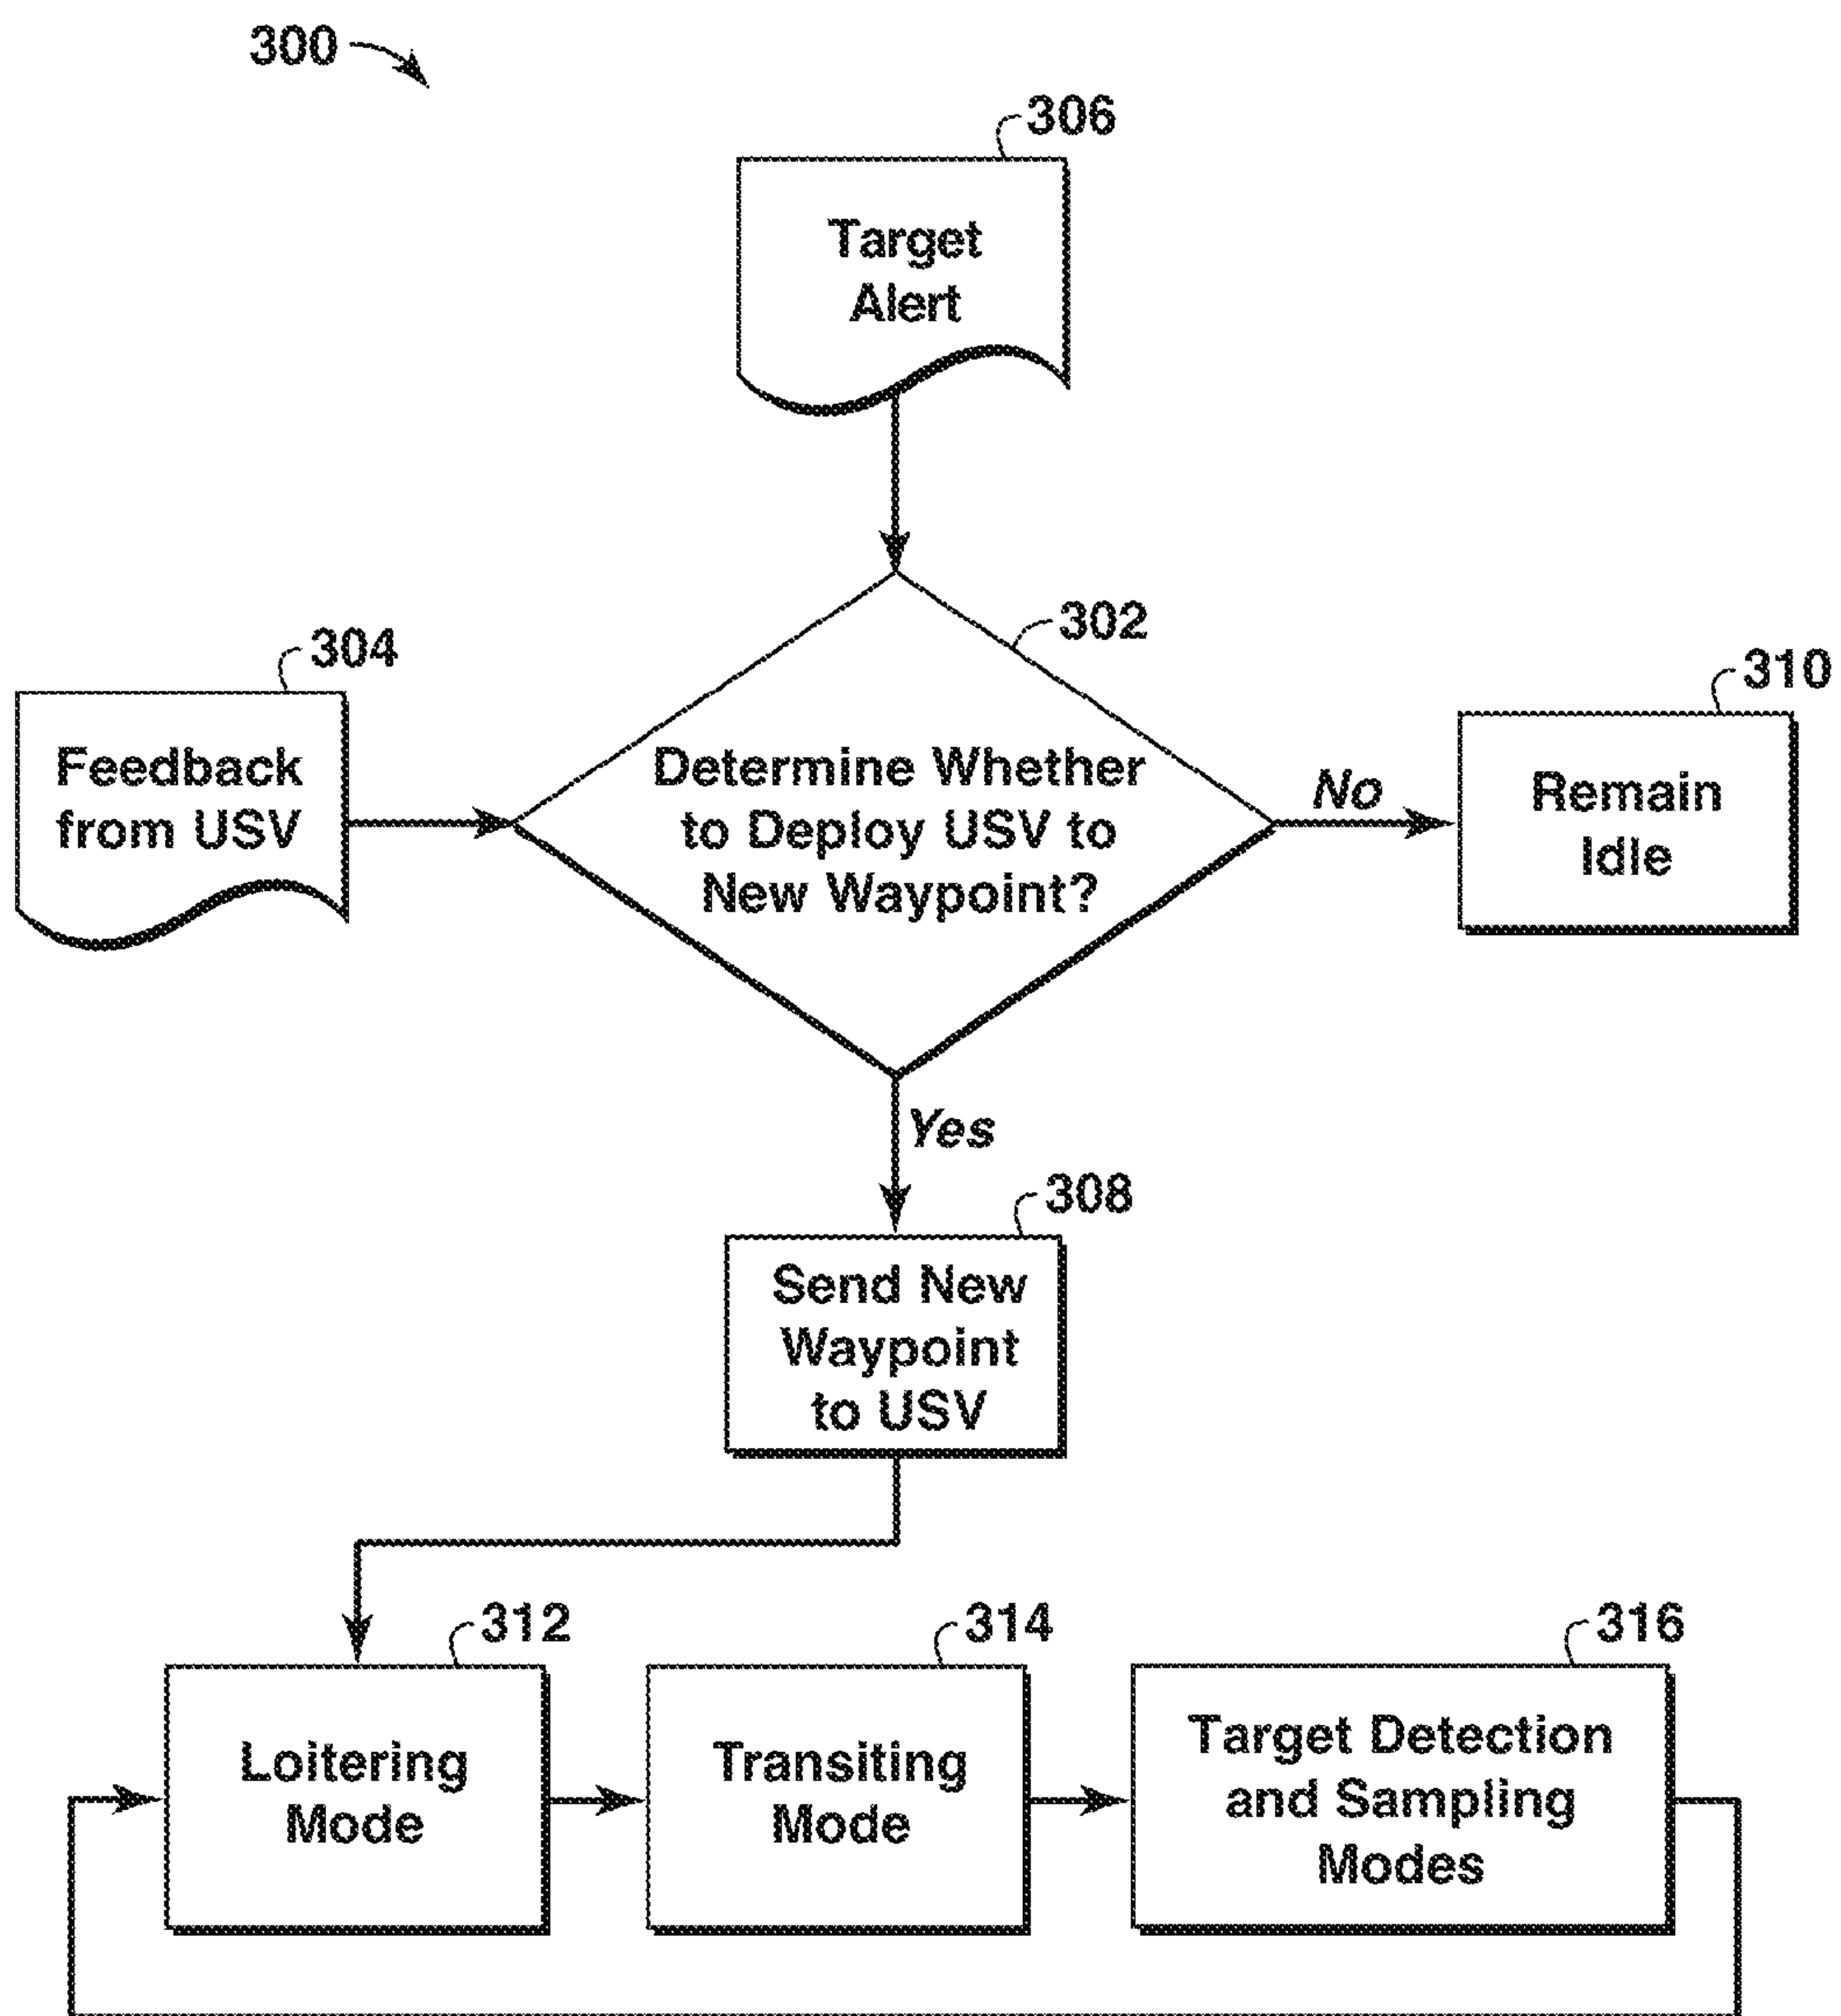 300
306
Target
Alert
302
304
310
Feedback
from USV
Determine Whether
to Deploy USV to
New Waypoint?
No
Remain
Idle
Yes
308
Send New
Waypoint
to USV
312
314
316
Loitering
Mode
Transiting
Mode
Target Detection
and Sampling
Modes